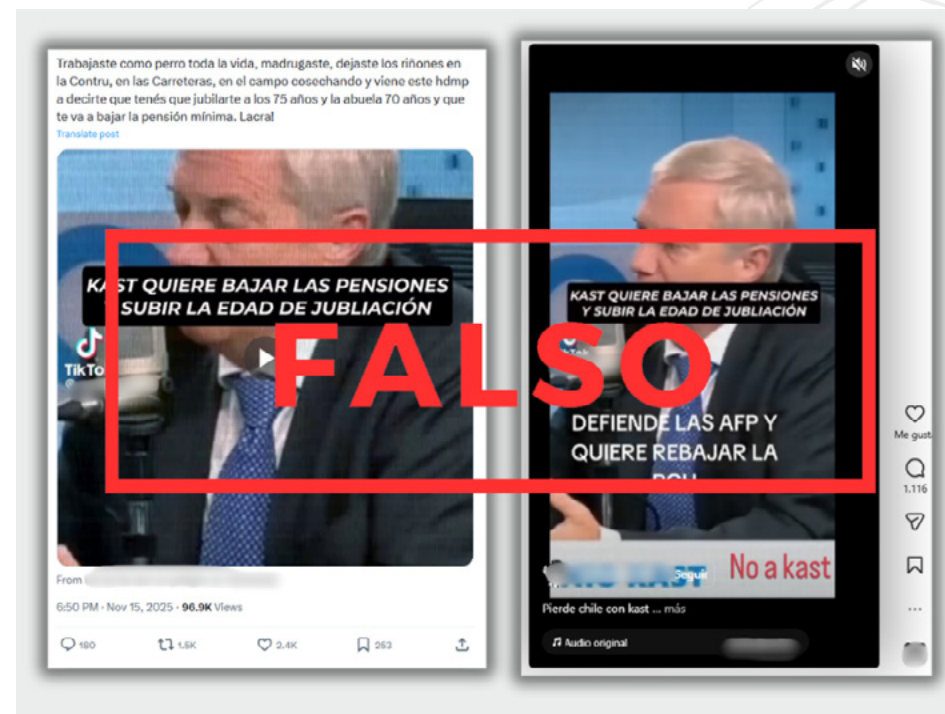 Trabajaste como perro toda la vida, madrugaste, dejaste los riñones en
la Contru, en las Carreteras, en el campo cosechando y viene este hdmp
a decirte que tenés que jubilarte a los 75 años y la abuela 70 años y que
te va a bajar la pensión mínima. Lacra!
Translate post
KAST QUIERE BAJAR LAS PENSIONES
Y SUBIR LA EDAD DE JUBLIACIÓN
TikTo
From
6:50 PM · Nov 15, 2025 · 96.9K Views
190
1.5K
2.4K
253
KAST QUIERE BAJAR LAS PENSIONES
Y SUBIR LA EDAD DE JUBLIACIÓN
FALSO
DEFIENDE LAS AFP Y
QUIERE REBAJAR LA
KAST
Seguir
No a kast
Pierde chile con kast ... más
Audio original
Me gust
1.116
...